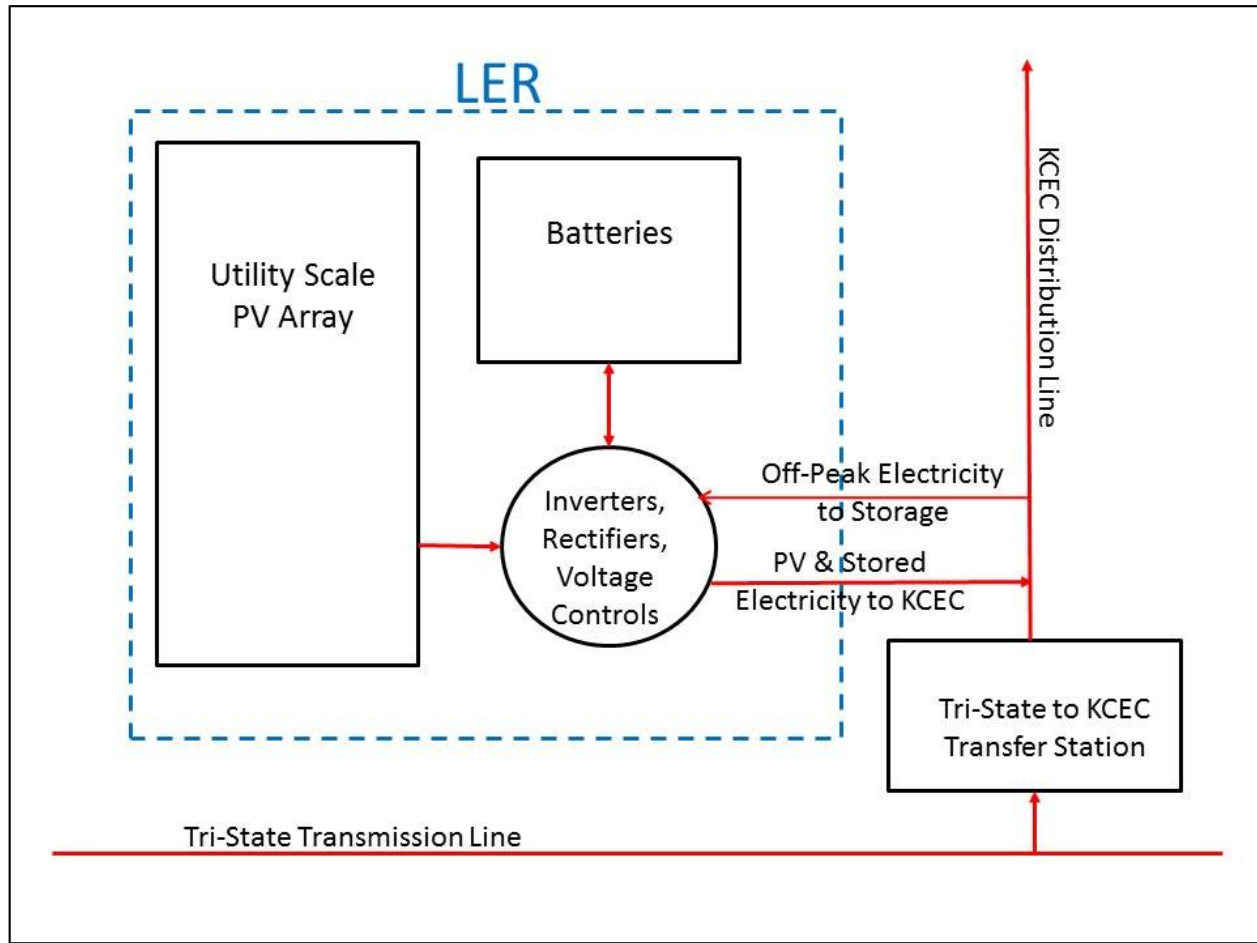 LER
Utility Scale
PV Array
Batteries
Inverters,
Rectifiers,
Voltage
Controls
Off-Peak Electricity
to Storage
PV & Stored
Electricity to KCEC
KCEC Distribution Line
Tri-State to KCEC
Transfer Station
Tri-State Transmission Line